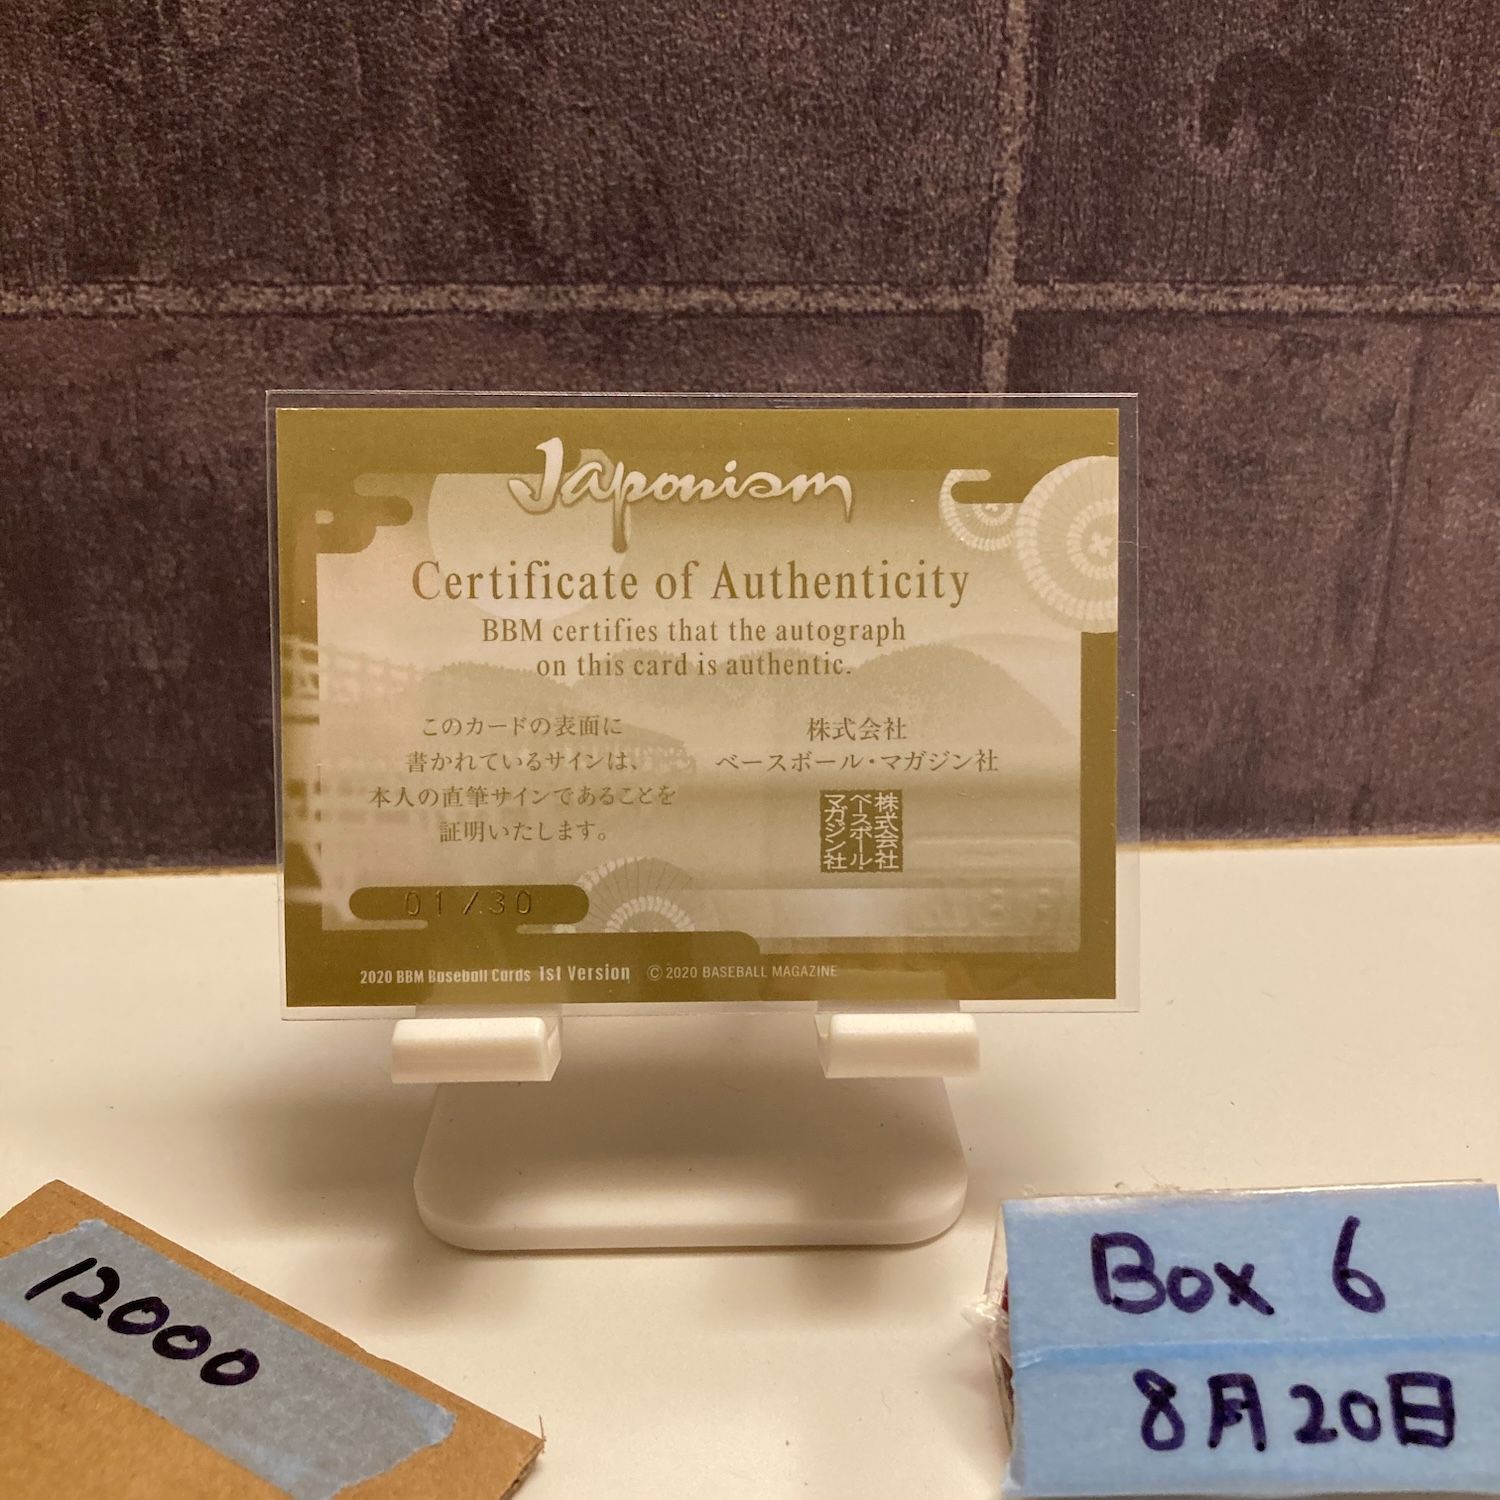 Japonism
Certificate of Authenticity
BBM certifies that the autograph
on this card is authentic.
このカードの表面に
書かれているサインは、
本人の直筆サインであることを
証明いたします。
株式会社
ベースボール・マガジン社
株式会社
ベースボール・
マガジン社
01/30
2020 BBM Baseball Cards 1st Version ©2020 BASEBALL MAGAZINE
12000
Box 6
8月20日